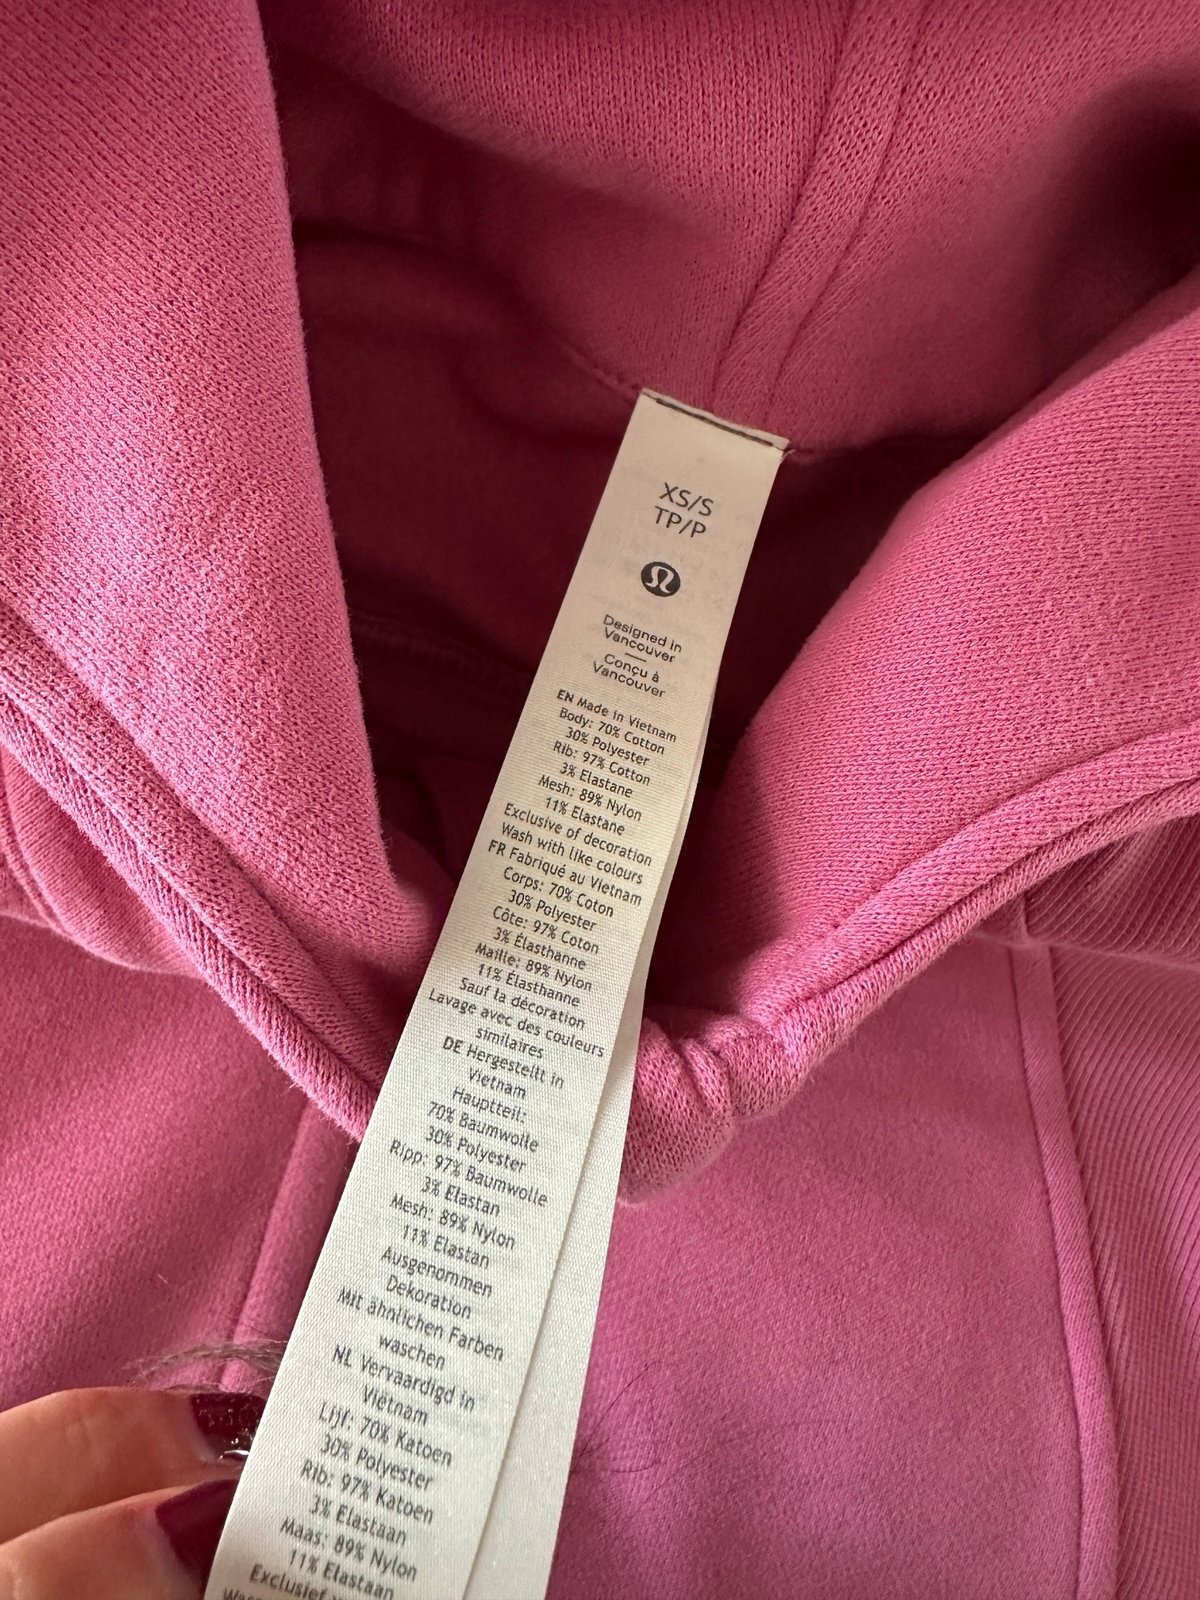 XS/S
TP/P
Designed in
Vancouver
Conçu à
Vancouver
EN Made in Vietnam
Body: 70% Cotton
30% Polyester
Rib: 97% Cotton
3% Elastane
Mesh: 89% Nylon
11% Elastane
Exclusive of decoration
Wash with like colours
FR Fabriqué au Vietnam
Corps: 70% Coton
30% Polyester
Côte: 97% Coton
3% Élasthanne
Maille: 89% Nylon
11% Élasthanne
Sauf la décoration
Lavage avec des couleurs
similaires
DE Hergestellt in
Vietnam
Hauptteil:
70% Baumwolle
30% Polyester
Ripp: 97% Baumwolle
3% Elastan
Mesh: 89% Nylon
11% Elastan
Ausgenommen
Dekoration
Mit ähnlichen Farben
waschen
NL Vervaardigd in
Vietnam
Lijf: 70% Katoen
30% Polyester
Rib: 97% Katoen
3% Elastaan
Maas: 89% Nylon
11% Elastaan
Exclusief